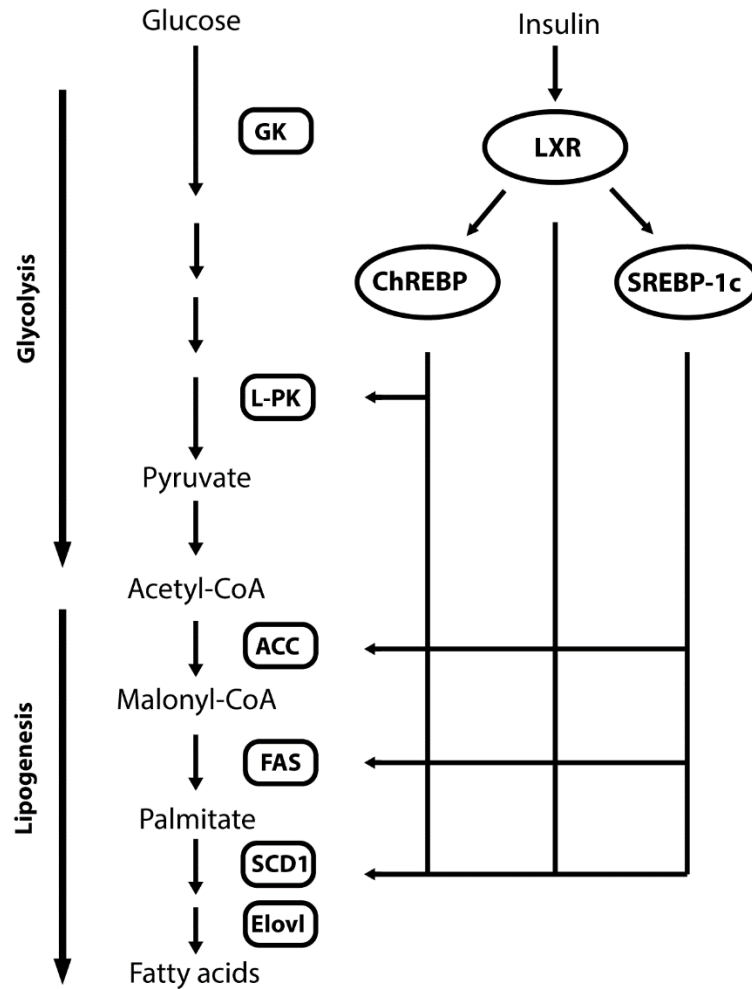 Glucose
Insulin
GK
LXR
Glycolysis
ChREBP
SREBP-1c
L-PK
Pyruvate
Acetyl-CoA
ACC
Malonyl-CoA
Lipogenesis
FAS
Palmitate
SCD1
Elovl
Fatty acids